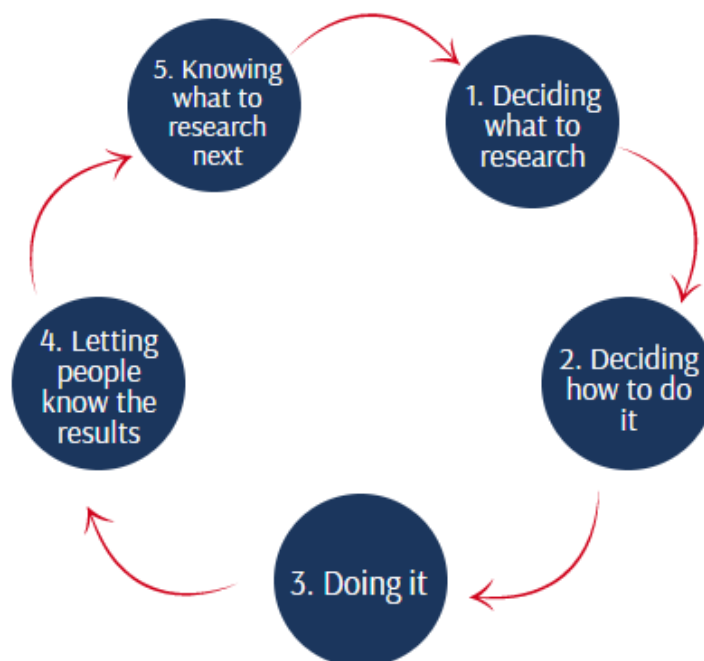 1. Deciding
what to
research
2. Deciding
how to do
it
3. Doing it
4. Letting
people
know the
results
5. Knowing
what to
research
next